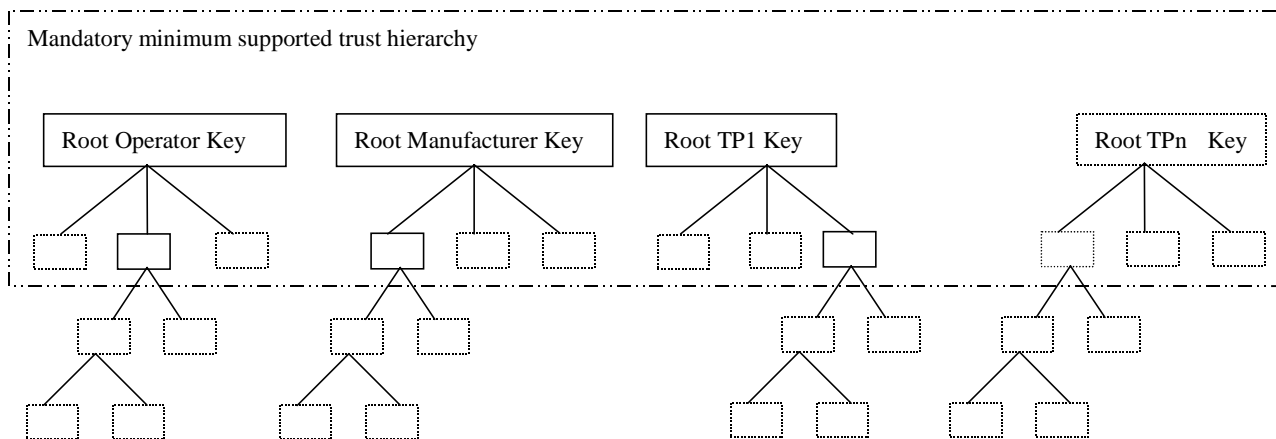 Mandatory minimum supported trust hierarchy
Root Operator Key
Root Manufacturer Key
Root TP1 Key
Root TPn Key